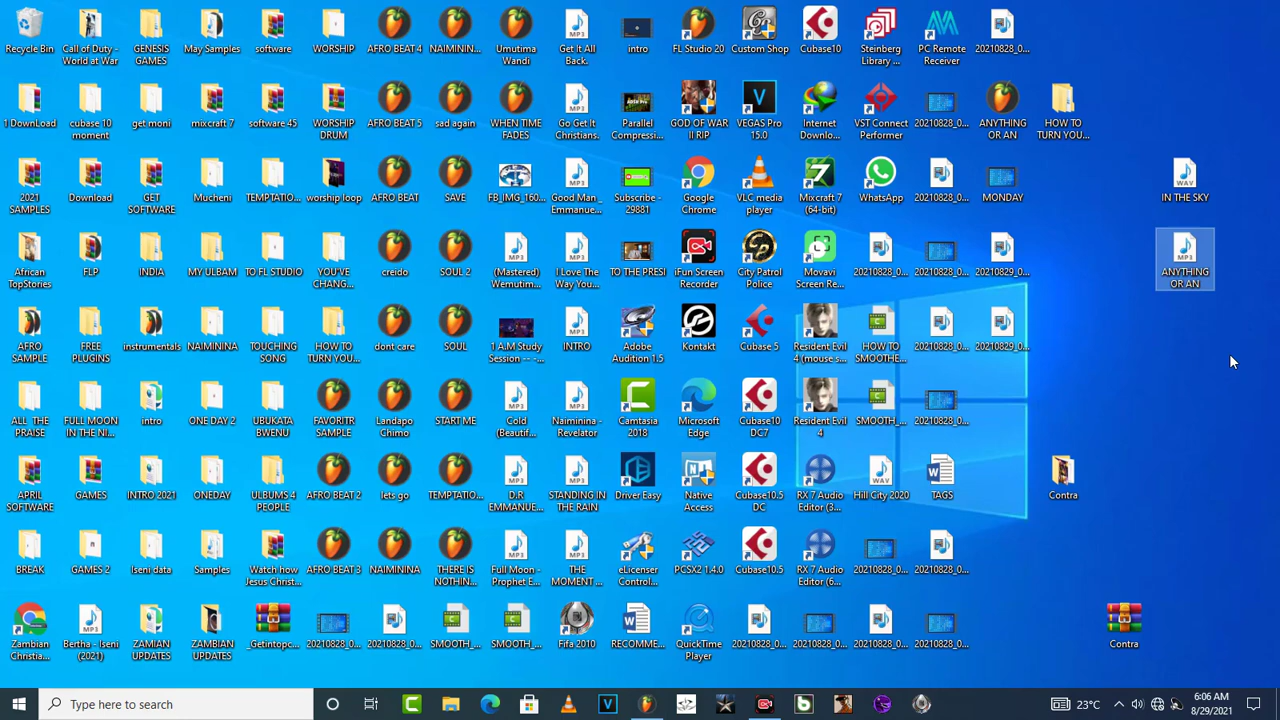 Recycle Bin
Call of Duty -
World at War
GENESIS
GAMES
May Samples
software
WORSHIP
AFRO BEAT 4
NAIMININ...
Umutima
Wandi
Get It All
Back.
intro
FL Studio 20
Custom Shop
Cubase10
Steinberg
Library ...
PC Remote
Receiver
20210828_0...
1 DownLoad
cubase 10
moment
get moni
mixcraft 7
software 45
WORSHIP
DRUM
AFRO BEAT 5
sad again
WHEN TIME
FADES
Go Get It
Christians.
Parallel
Compressi...
GOD OF WAR
II RIP
VEGAS Pro
15.0
Internet
Downlo...
VST Connect
Performer
20210828_0...
ANYTHING
OR AN
HOW TO
TURN YOU...
2021
SAMPLES
Download
GET
SOFTWARE
Mucheni
TEMPTATIO...
worship loop
AFRO BEAT
SAVE
FB_IMG_160...
Good Man _
Emmanue...
Subscribe -
29881
Google
Chrome
VLC media
player
Mixcraft 7
(64-bit)
WhatsApp
20210828_0...
MONDAY
IN THE SKY
African
TopStories
FLP
INDIA
MY ULBAM
TO FL STUDIO
YOU'VE
CHANG...
creido
SOUL 2
(Mastered)
Wemutim...
I Love The
Way You...
TO THE PRESI
iFun Screen
Recorder
City Patrol
Police
Movavi
Screen Re...
20210828_0...
20210828_0...
20210829_0...
ANYTHING
OR AN
AFRO
SAMPLE
FREE
PLUGINS
instrumentals
NAIMININA
TOUCHING
SONG
HOW TO
TURN YOU...
dont care
SOUL
1 A.M Study
Session -- -...
INTRO
Adobe
Audition 1.5
Kontakt
Cubase 5
Resident Evil
4 (mouse s...
HOW TO
SMOOTHE...
20210828_0...
20210829_0...
ALL THE
PRAISE
FULL MOON
IN THE NI...
intro
ONE DAY 2
UBUKATA
BWENU
FAVORITR
SAMPLE
Landapo
Chimo
START ME
Cold
(Beautif...
Naiminina -
Revelator
Camtasia
2018
Microsoft
Edge
Cubase10
DC7
Resident Evil
4
SMOOTH_...
20210828_0...
APRIL
SOFTWARE
GAMES
INTRO 2021
ONEDAY
ULBUMS 4
PEOPLE
AFRO BEAT 2
lets go
TEMPTATIO...
D.R
EMMANUE...
STANDING IN
THE RAIN
Driver Easy
Native
Access
Cubase10.5
DC
RX 7 Audio
Editor (3...
Hill City 2020
TAGS
Contra
BREAK
GAMES 2
Iseni data
Samples
Watch how
Jesus Christ...
AFRO BEAT 3
NAIMININA
THERE IS
NOTHIN...
Full Moon -
Prophet E...
THE
MOMENT ...
eLicenser
Control...
PCSX2 1.4.0
Cubase10.5
RX 7 Audio
Editor (6...
20210828_0...
20210828_0...
Zambian
Christia...
Bertha - Iseni
(2021)
ZAMIAN
UPDATES
ZAMBIAN
UPDATES
_Getintopc...
20210828_0...
20210828_0...
SMOOTH_...
SMOOTH_...
Fifa 2010
RECOMME...
QuickTime
Player
20210828_0...
20210828_0...
20210828_0...
20210828_0...
Contra
Type here to search
23°C
6:06 AM
8/29/2021